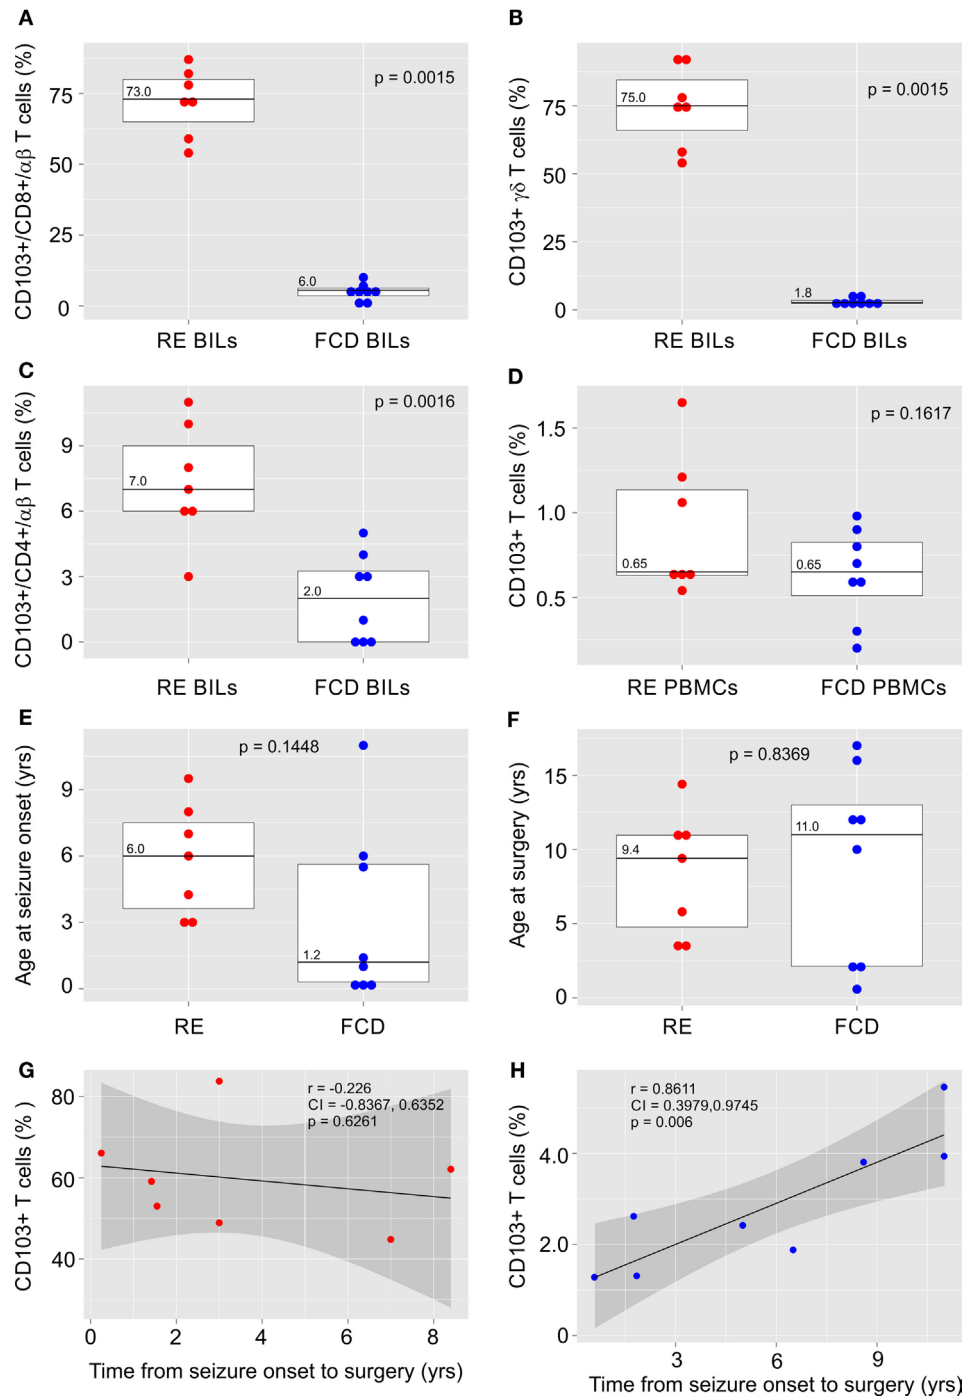 A
CD103+/CD8+/αβ T cells (%)
75
50
25
0
73.0
6.0
p = 0.0015
RE BILs
FCD BILs
B
CD103+ γδ T cells (%)
75
50
25
0
75.0
1.8
p = 0.0015
RE BILs
FCD BILs
C
CD103+/CD4+/αβ T cells (%)
9
6
3
0
7.0
2.0
p = 0.0016
RE BILs
FCD BILs
D
CD103+ T cells (%)
1.5
1.0
0.5
0.65
0.65
p = 0.1617
RE PBMCs
FCD PBMCs
E
Age at seizure onset (yrs)
9
6
3
0
6.0
1.2
p = 0.1448
RE
FCD
F
Age at surgery (yrs)
15
10
5
0
9.4
11.0
p = 0.8369
RE
FCD
G
CD103+ T cells (% )
80
60
40
r = -0.226
CI = -0.8367, 0.6352
p = 0.6261
0
2
4
6
8
Time from seizure onset to surgery (yrs)
H
CD103+ T cells (%)
4.0
2.0
0
r = 0.8611
CI = 0.3979,0.9745
p = 0.006
3
6
9
Time from seizure onset to surgery (yrs)